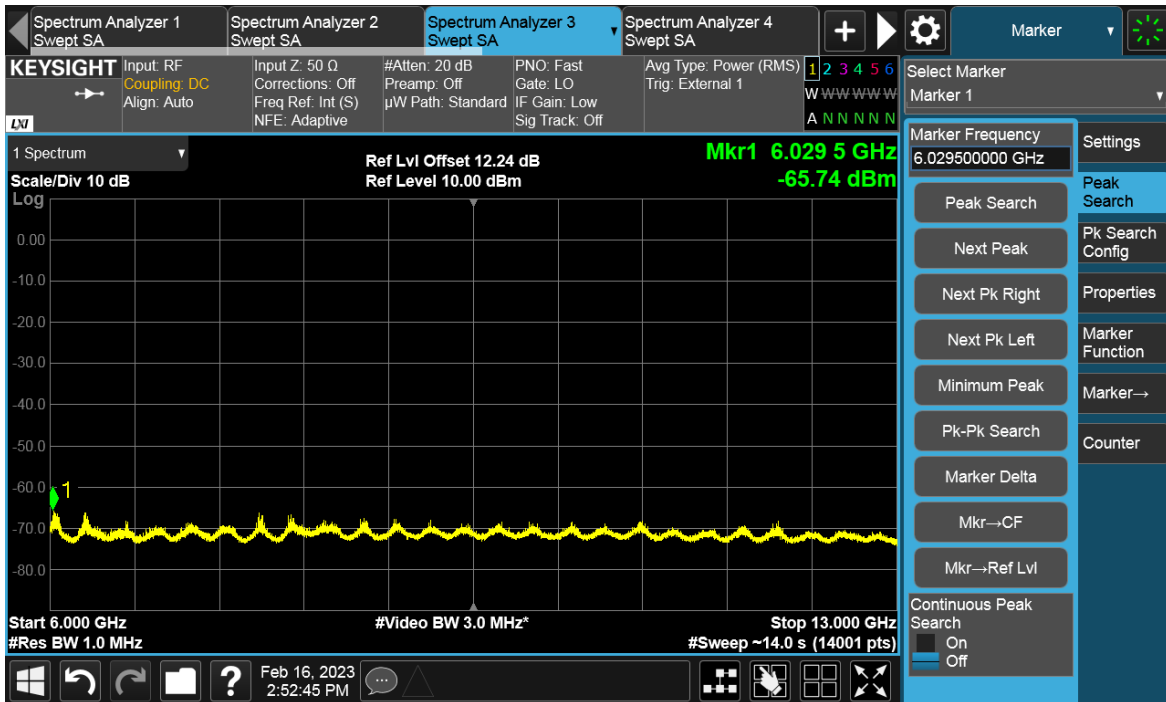 Spectrum Analyzer 1
Swept SA
Spectrum Analyzer 2
Swept SA
Spectrum Analyzer 3
Swept SA
Spectrum Analyzer 4
Swept SA
+
Marker
KEYSIGHT
LXI
Input: RF
Coupling: DC
Align: Auto
Input Z: 50 Ω
Corrections: Off
Freq Ref: Int (S)
NFE: Adaptive
#Atten: 20 dB
Preamp: Off
µW Path: Standard
PNO: Fast
Gate: LO
IF Gain: Low
Sig Track: Off
Avg Type: Power (RMS)
Trig: External 1
1 2 3 4 5 6
W W W W W W
A N N N N N
Select Marker
Marker 1
1 Spectrum
Scale/Div 10 dB
Log
Ref Lvl Offset 12.24 dB
Ref Level 10.00 dBm
Mkr1 6.029 5 GHz
-65.74 dBm
0.00
-10.0
-20.0
-30.0
-40.0
-50.0
-60.0
-70.0
-80.0
1
Start 6.000 GHz
#Res BW 1.0 MHz
#Video BW 3.0 MHz*
Stop 13.000 GHz
#Sweep ~14.0 s (14001 pts)
Marker Frequency
6.029500000 GHz
Peak Search
Next Peak
Next Pk Right
Next Pk Left
Minimum Peak
Pk-Pk Search
Marker Delta
Mkr→CF
Mkr→Ref Lvl
Continuous Peak
Search
On
Off
Settings
Peak
Search
Pk Search
Config
Properties
Marker
Function
Marker→
Counter
?
Feb 16, 2023
2:52:45 PM